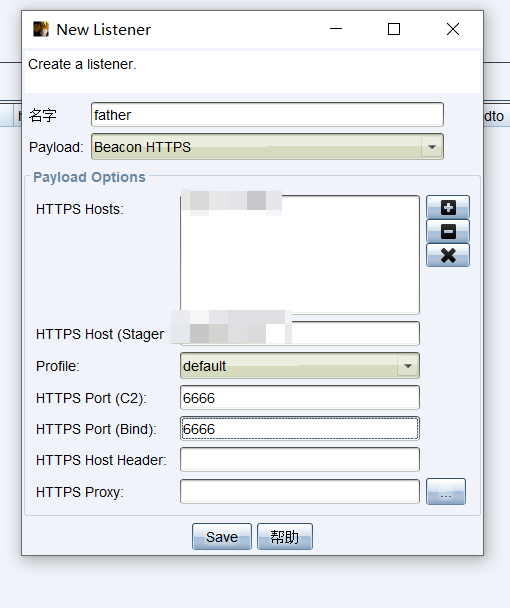 New Listener
Create a listener.
名字 father
Payload: Beacon HTTPS
Payload Options
HTTPS Hosts:
HTTPS Host (Stager
Profile: default
HTTPS Port (C2): 6666
HTTPS Port (Bind): 6666
HTTPS Host Header:
HTTPS Proxy: ...
Save 帮助
dto